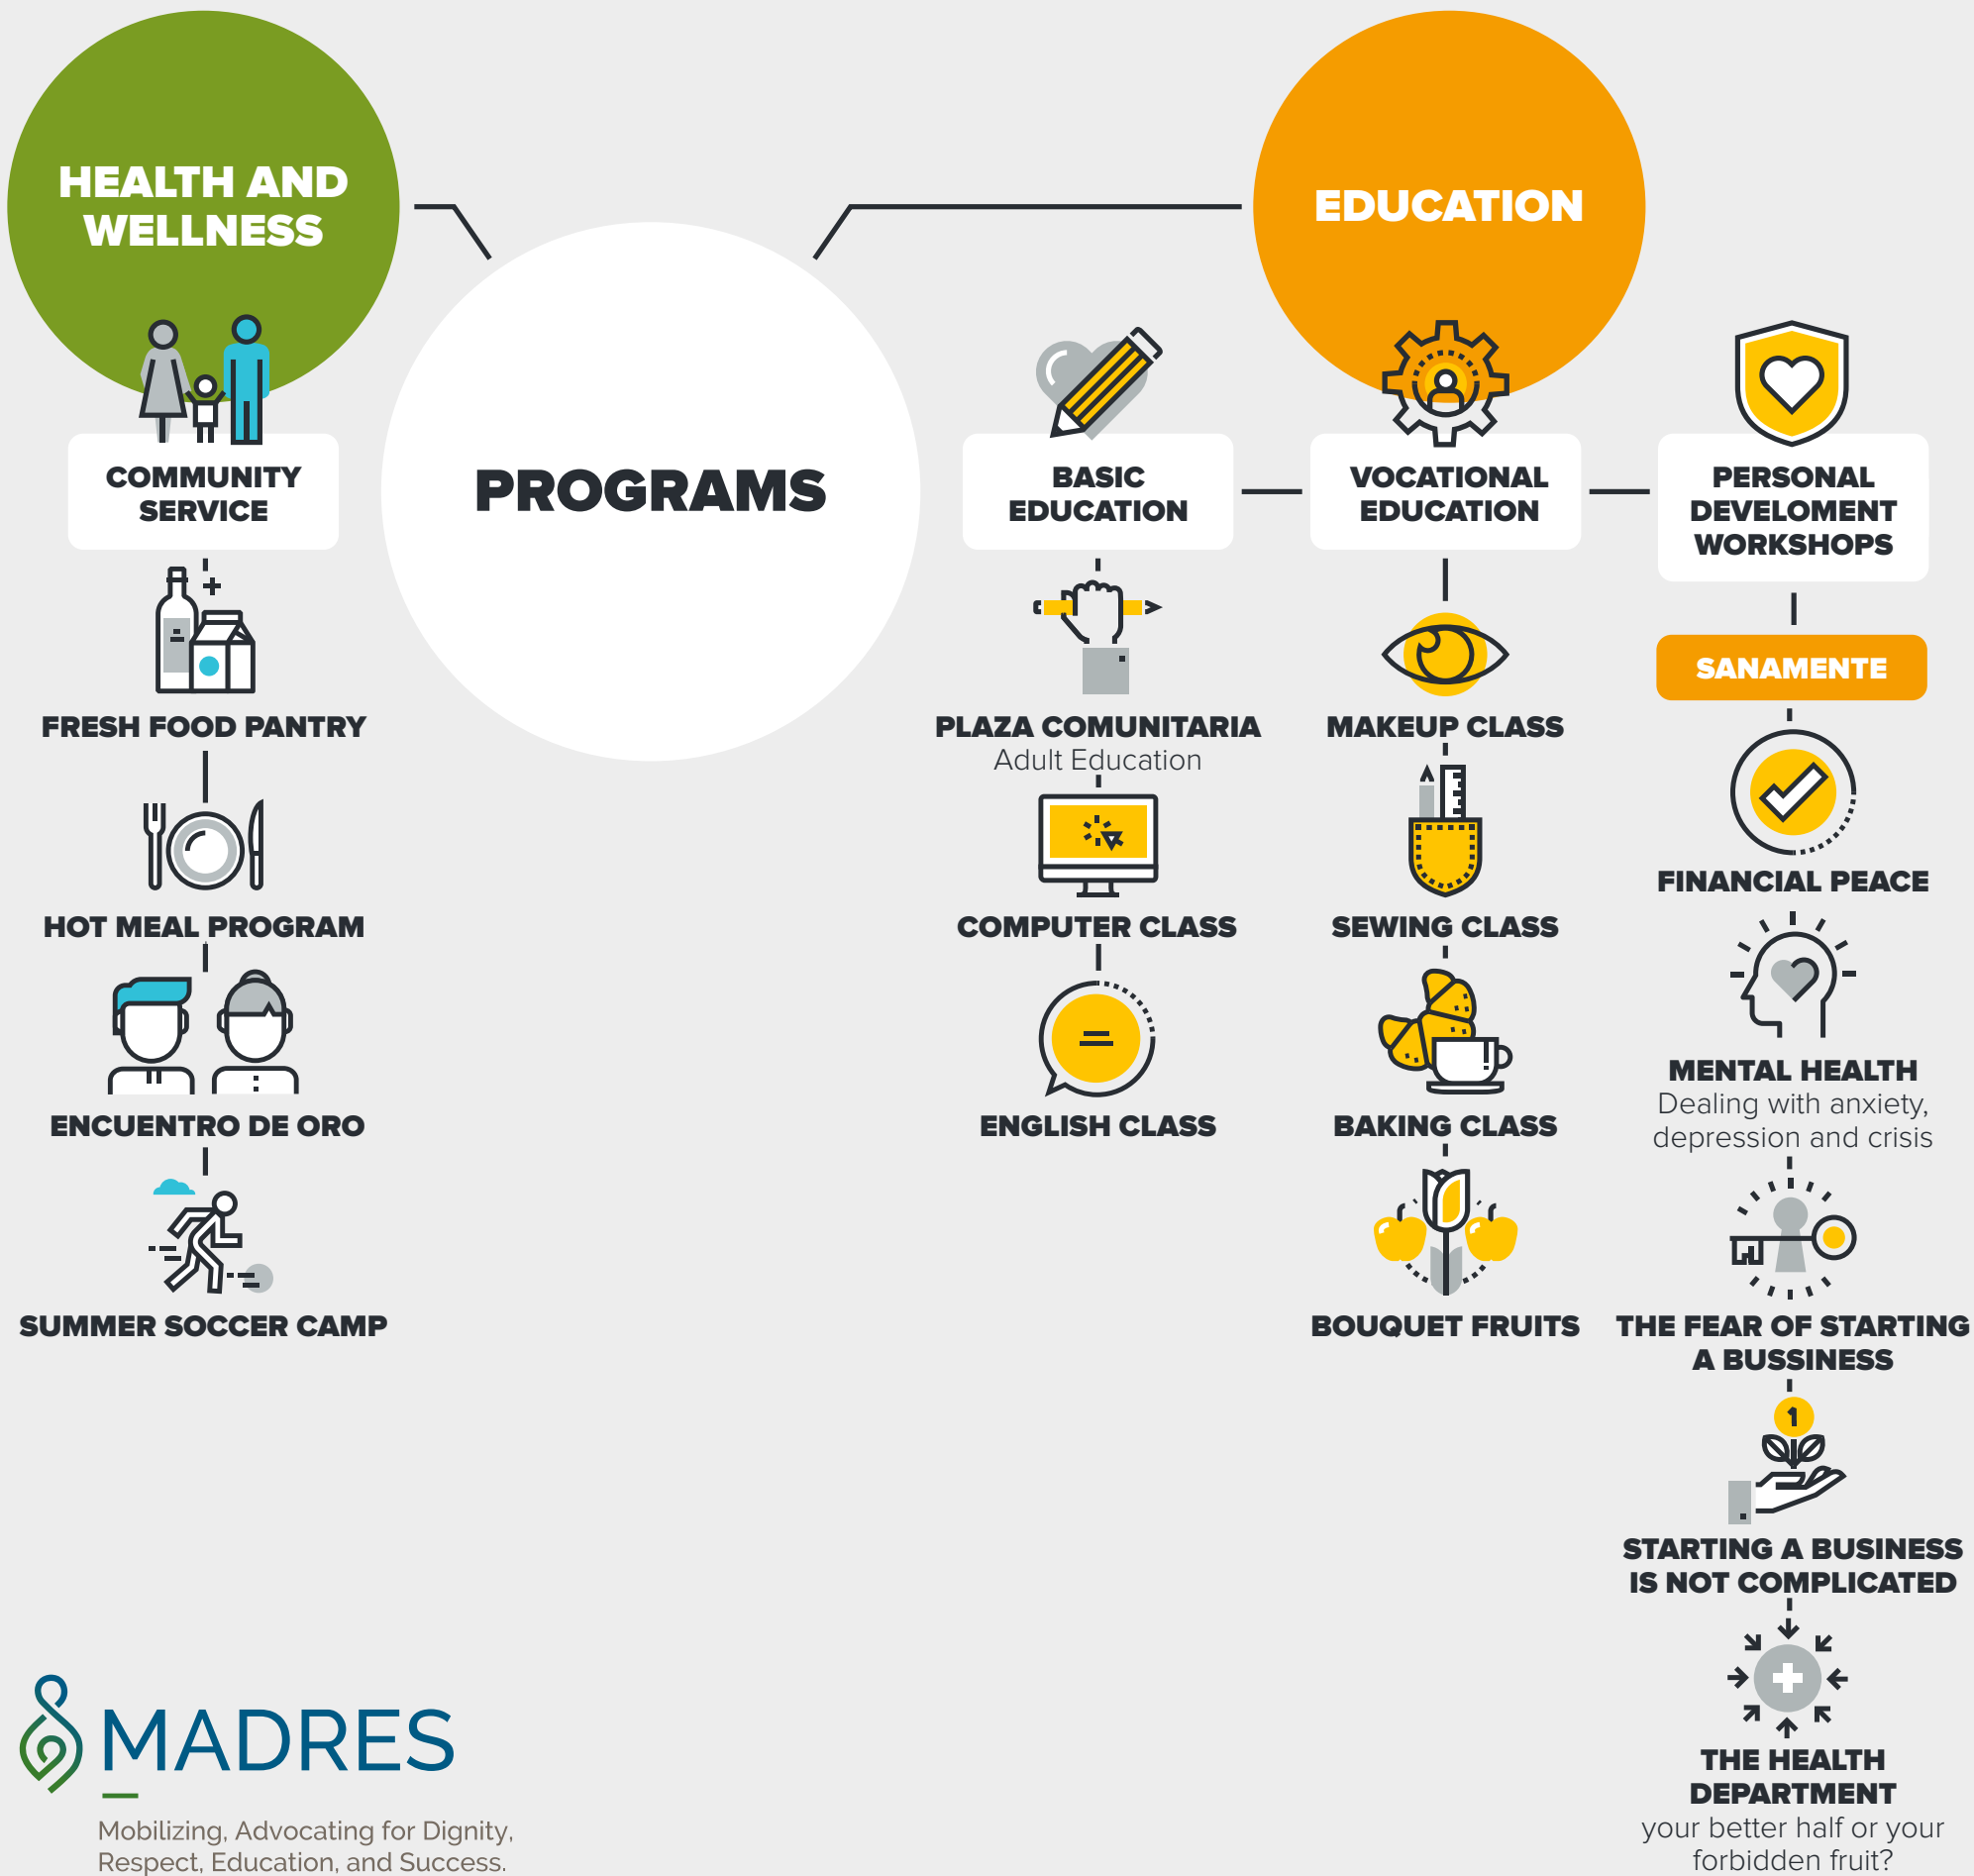 HEALTH AND
WELLNESS
COMMUNITY
SERVICE
FRESH FOOD PANTRY
HOT MEAL PROGRAM
ENCUENTRO DE ORO
SUMMER SOCCER CAMP
PROGRAMS
EDUCATION
BASIC
EDUCATION
PLAZA COMUNITARIA
Adult Education
COMPUTER CLASS
ENGLISH CLASS
VOCATIONAL
EDUCATION
MAKEUP CLASS
SEWING CLASS
BAKING CLASS
BOUQUET FRUITS
PERSONAL
DEVELOMENT
WORKSHOPS
SANAMENTE
FINANCIAL PEACE
MENTAL HEALTH
Dealing with anxiety,
depression and crisis
THE FEAR OF STARTING
A BUSSINESS
1
STARTING A BUSINESS
IS NOT COMPLICATED
THE HEALTH
DEPARTMENT
your better half or your
forbidden fruit?
MADRES
Mobilizing, Advocating for Dignity,
Respect, Education, and Success.